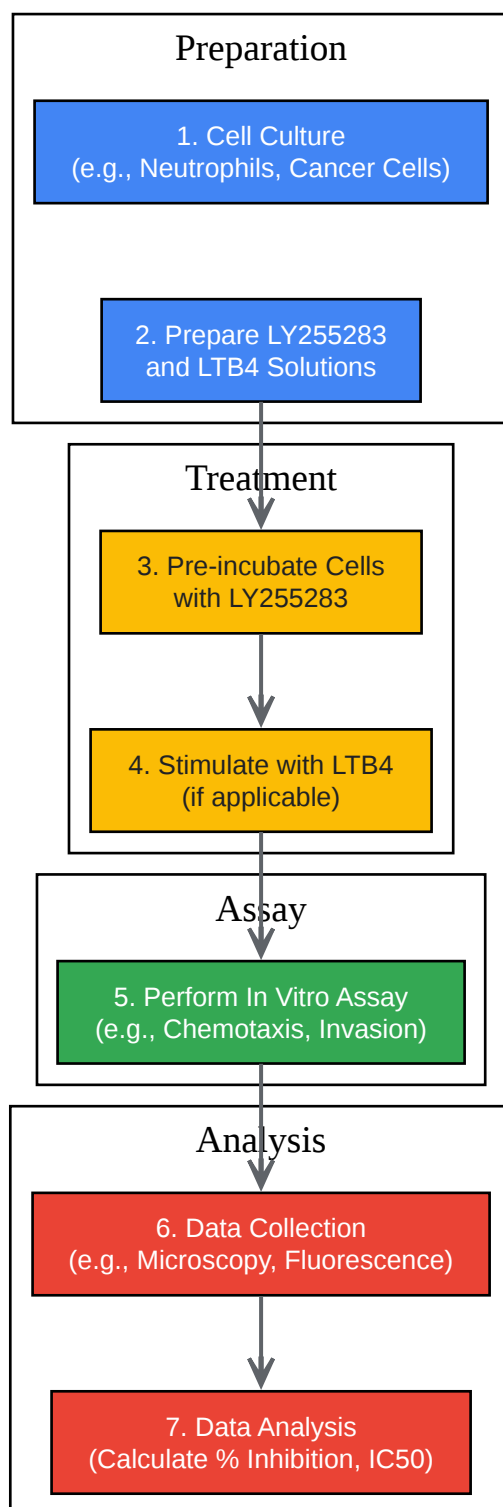 Preparation
1. Cell Culture
(e.g., Neutrophils, Cancer Cells)
2. Prepare LY255283
and LTB4 Solutions
Treatment
3. Pre-incubate Cells
with LY255283
4. Stimulate with LTB4
(if applicable)
Assay
5. Perform In Vitro Assay
(e.g., Chemotaxis, Invasion)
Analysis
6. Data Collection
(e.g., Microscopy, Fluorescence)
7. Data Analysis
(Calculate % Inhibition, IC50)